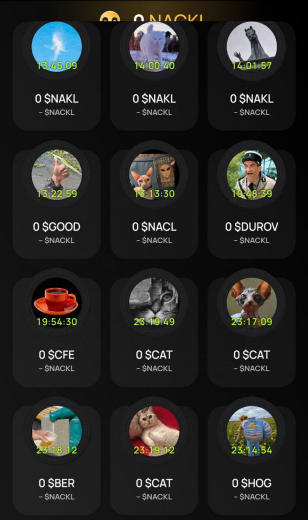 0 NACKL
13:45:09
14:00:40
14:01:57
0 $NAKL
0 $NAKL
0 $NAKL
– $NACKL
– $NACKL
– $NACKL
13:22:59
13:13:30
19:48:39
0 $GOOD
0 $NACL
0 $DUROV
– $NACKL
– $NACKL
– $NACKL
19:54:30
23:19:49
23:17:09
0 $CFE
0 $CAT
0 $CAT
– $NACKL
– $NACKL
– $NACKL
23:18:12
23:19:12
23:14:54
0 $BER
0 $CAT
0 $HOG
– $NACKL
– $NACKL
– $NACKL